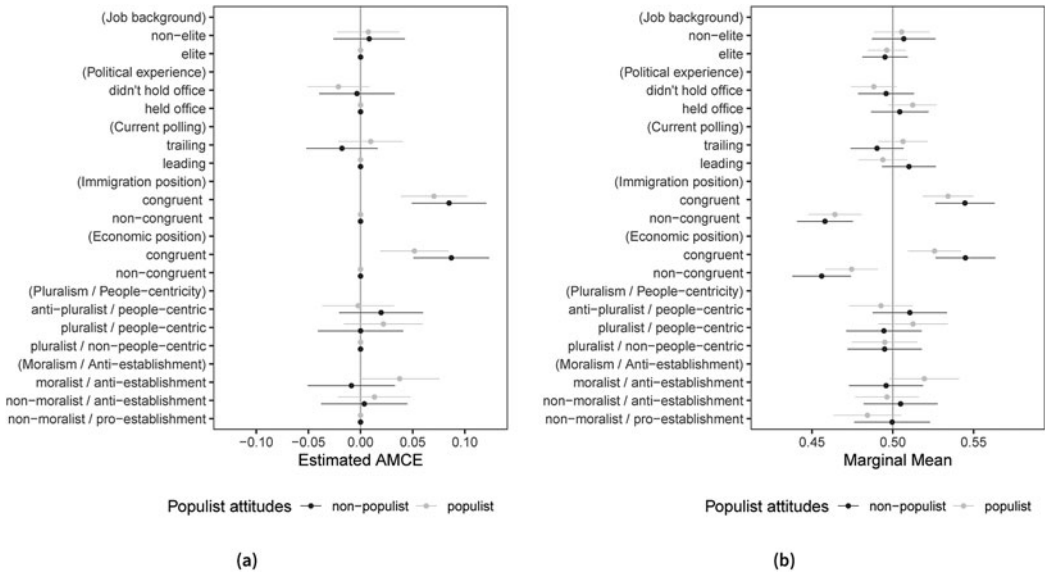 (Job background)
non-elite
elite
(Political experience)
didn't hold office
held office
(Current polling)
trailing
leading
(Immigration position)
congruent
non-congruent
(Economic position)
congruent
non-congruent
(Pluralism / People-centricity)
anti-pluralist / people-centric
pluralist / people-centric
pluralist / non-people-centric
(Moralism / Anti-establishment)
moralist / anti-establishment
non-moralist / anti-establishment
non-moralist / pro-establishment
−0.10 −0.05 0.00 0.05 0.10
Estimated AMCE
Populist attitudes non-populist populist
(a)
(Job background)
non-elite
elite
(Political experience)
didn't hold office
held office
(Current polling)
trailing
leading
(Immigration position)
congruent
non-congruent
(Economic position)
congruent
non-congruent
(Pluralism / People-centricity)
anti-pluralist / people-centric
pluralist / people-centric
pluralist / non-people-centric
(Moralism / Anti-establishment)
moralist / anti-establishment
non-moralist / anti-establishment
non-moralist / pro-establishment
0.45 0.50 0.55
Marginal Mean
Populist attitudes non-populist populist
(b)